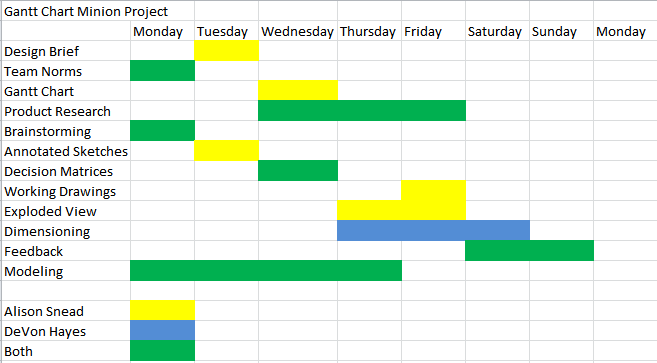 Gantt Chart Minion Project
Monday Tuesday Wednesday Thursday Friday Saturday Sunday Monday
Design Brief
Team Norms
Gantt Chart
Product Research
Brainstorming
Annotated Sketches
Decision Matrices
Working Drawings
Exploded View
Dimensioning
Feedback
Modeling
Alison Snead
DeVon Hayes
Both